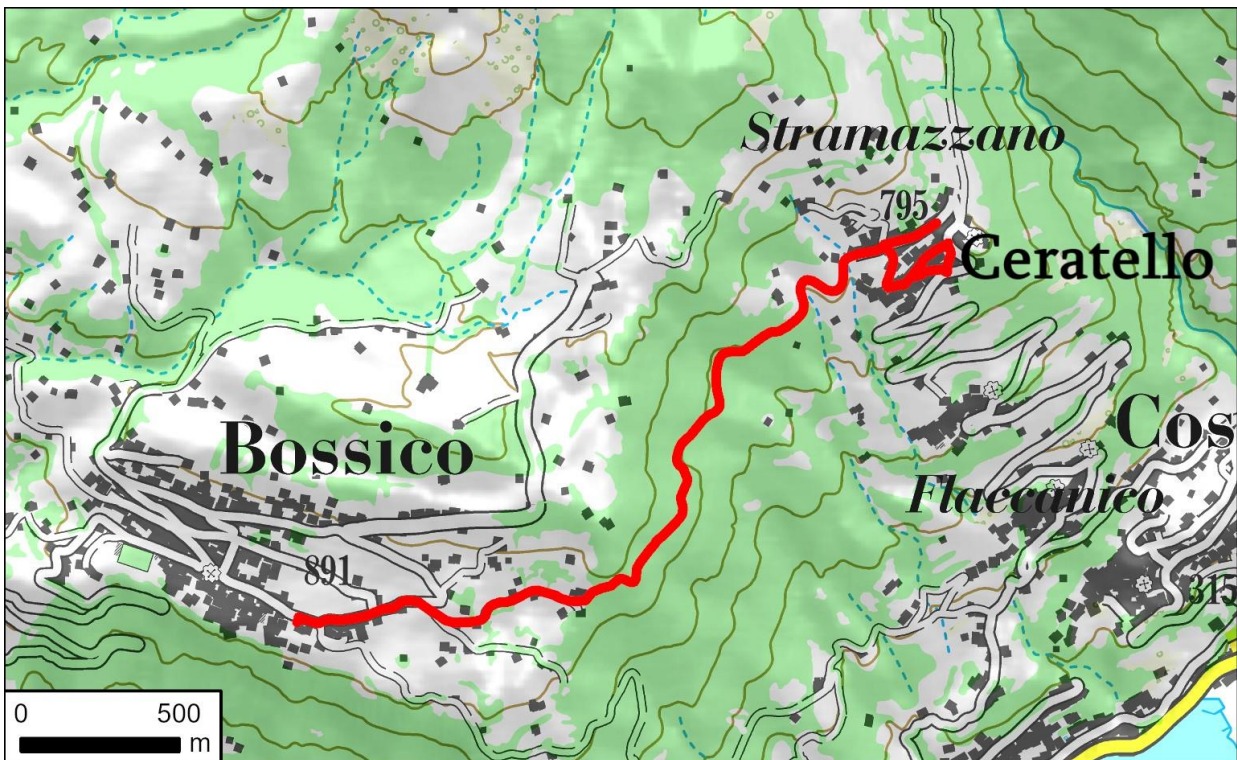 Stramazzano
795
Ceratello
Bossico
Cos
Flaccanico
891
315
0 500
m